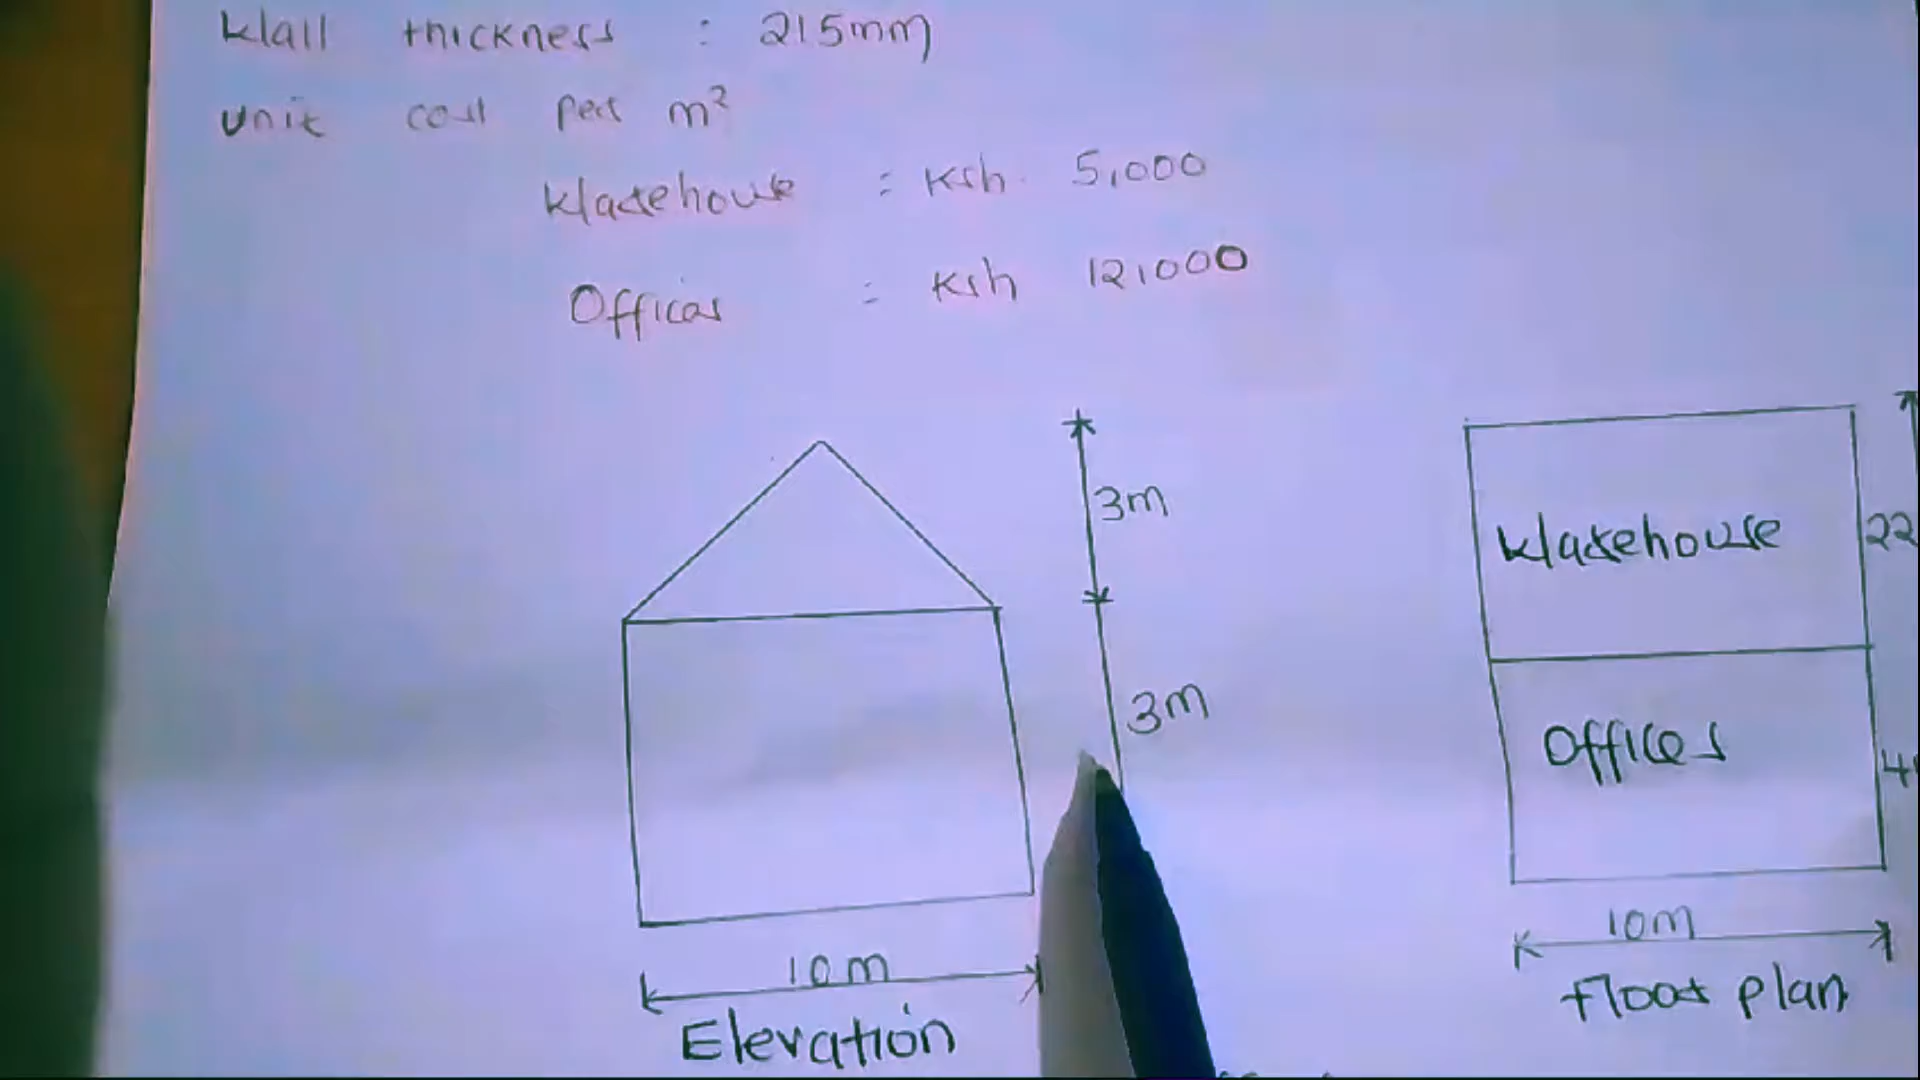 Wall thickness : 215mm
unit cost per m²
Warehouse : Ksh. 5,000
Offices : Ksh 12,000
3m
Warehouse
22
3m
Offices
10m
10m
Elevation
floor plan